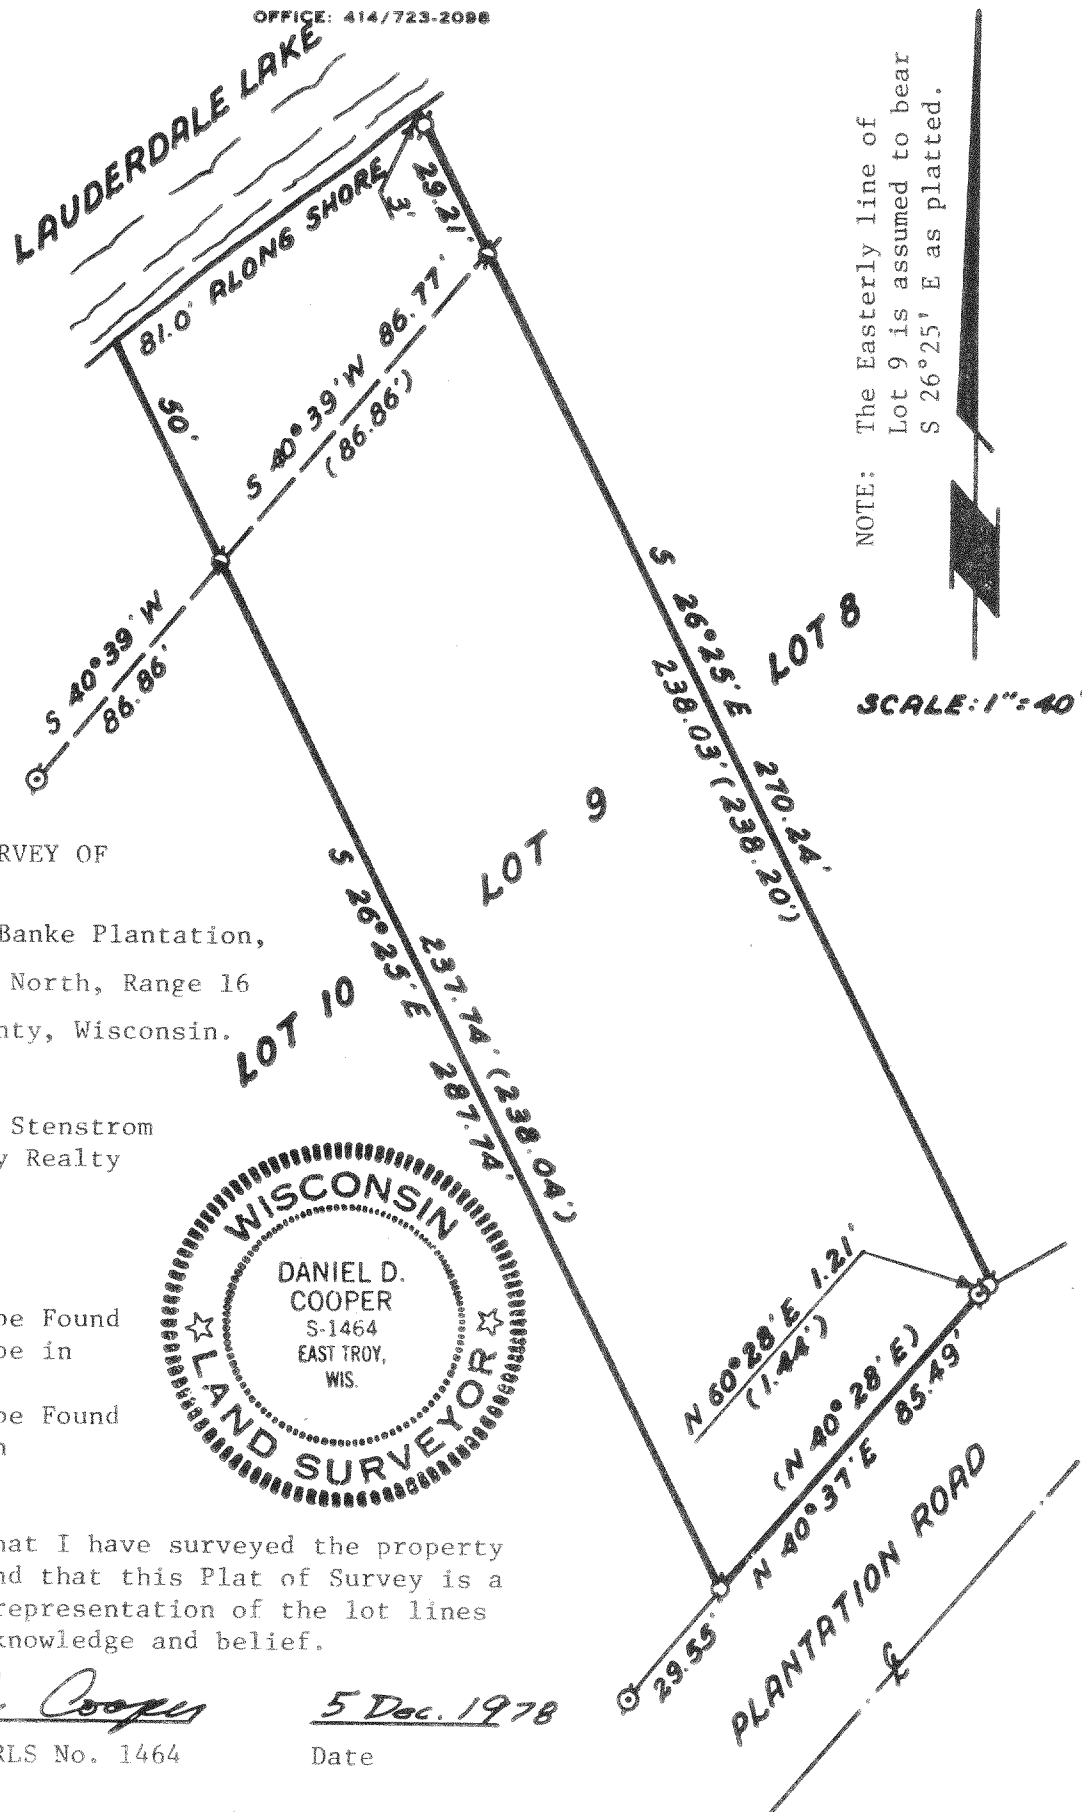 OFFICE: 414/723-2098
LAUDERDALE LAKE
81.0' ALONG SHORE
3'
29.21'
50'
S 40°39' W 86.77'
(86.86')
S 40°39' W
86.86'
NOTE: The Easterly line of
Lot 9 is assumed to bear
S 26°25' E as platted.
SCALE: 1"=40'
LOT 8
S 26°25' E 270.24'
238.03' (238.20')
LOT 9
LOT 10
S 26°25' E 287.74'
237.74' (238.04')
RVEY OF
Banke Plantation,
North, Range 16
nty, Wisconsin.
Stenstrom
y Realty
WISCONSIN
DANIEL D.
COOPER
S-1464
EAST TROY,
WIS.
LAND SURVEYOR
pe Found
pe in
pe Found
n
N 60°28' E 1.21'
(1.44')
(N 40°28' E)
N 40°37' E 85.49'
29.55'
PLANTATION ROAD
CL
hat I have surveyed the property
nd that this Plat of Survey is a
representation of the lot lines
knowledge and belief.
Cooper 5 Dec. 1978
RLS No. 1464 Date